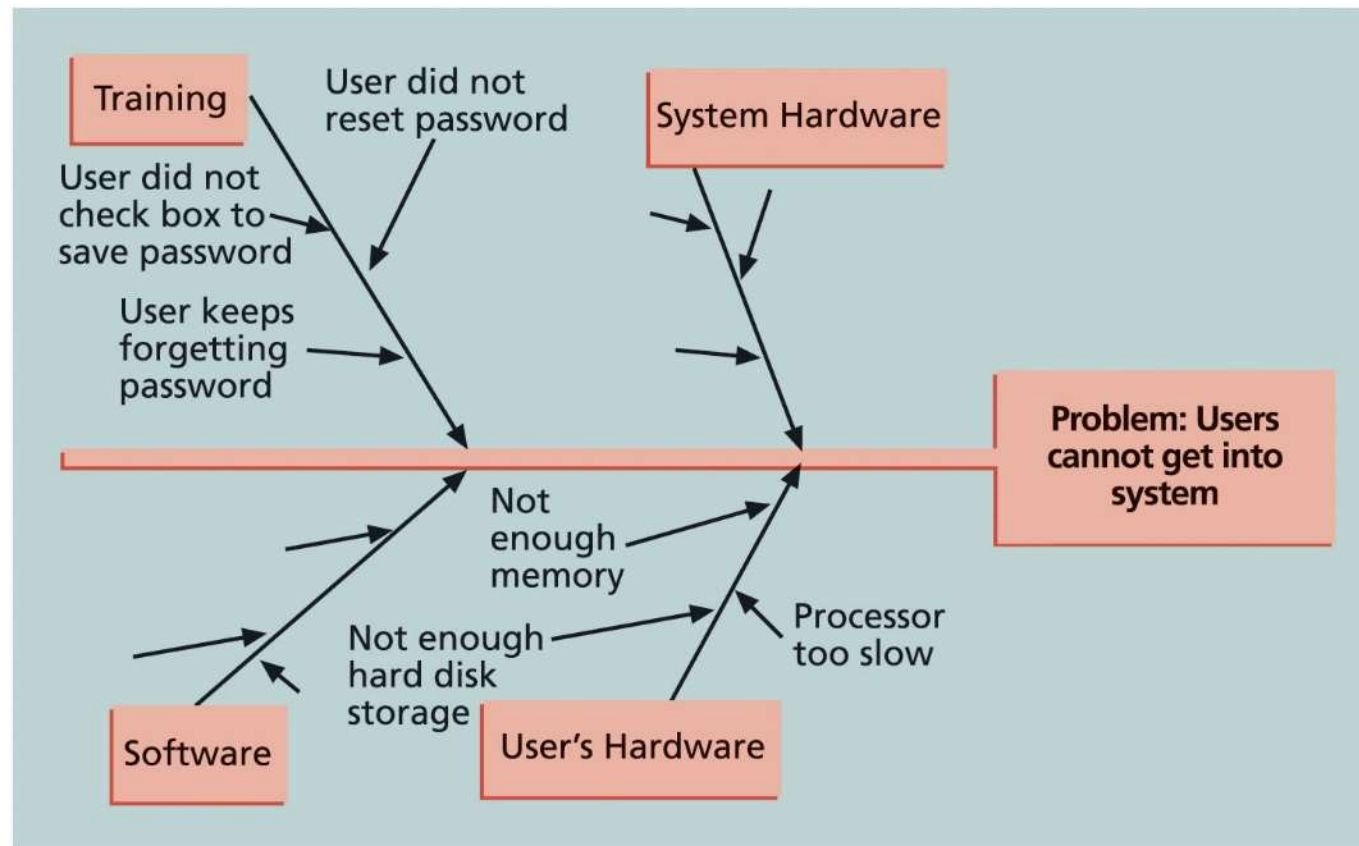 Training
User did not
reset password
System Hardware
User did not
check box to
save password
User keeps
forgetting
password
Problem: Users
cannot get into
system
Not
enough
memory
Not enough
hard disk
storage
Processor
too slow
Software
User’s Hardware